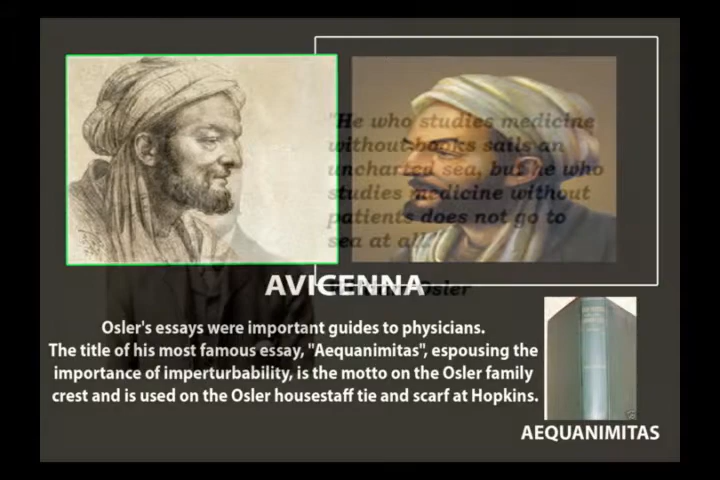 "He who studies medicine
without books sails an
uncharted sea, but he who
studies medicine without
patients does not go to
sea at all."
Osler
AVICENNA
Osler's essays were important guides to physicians.
The title of his most famous essay, "Aequanimitas", espousing the
importance of imperturbability, is the motto on the Osler family
crest and is used on the Osler housestaff tie and scarf at Hopkins.
AEQUANIMITAS